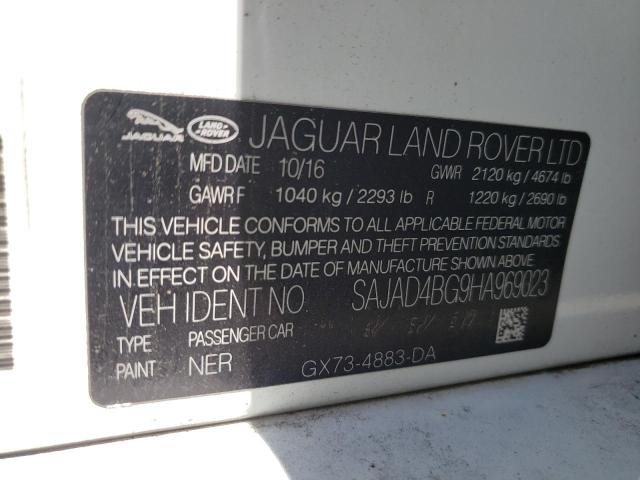 JAGUAR LAND ROVER JAGUAR LAND ROVER LTD
MFD DATE 10/16 GWR 2120 kg / 4674 lb
GAWR F 1040 kg / 2293 lb R 1220 kg / 2690 lb
THIS VEHICLE CONFORMS TO ALL APPLICABLE FEDERAL MOTOR
VEHICLE SAFETY, BUMPER AND THEFT PREVENTION STANDARDS
IN EFFECT ON THE DATE OF MANUFACTURE SHOWN ABOVE.
VEH IDENT NO SAJAD4BG9HA969023
TYPE PASSENGER CAR
PAINT NER GX73-4883-DA